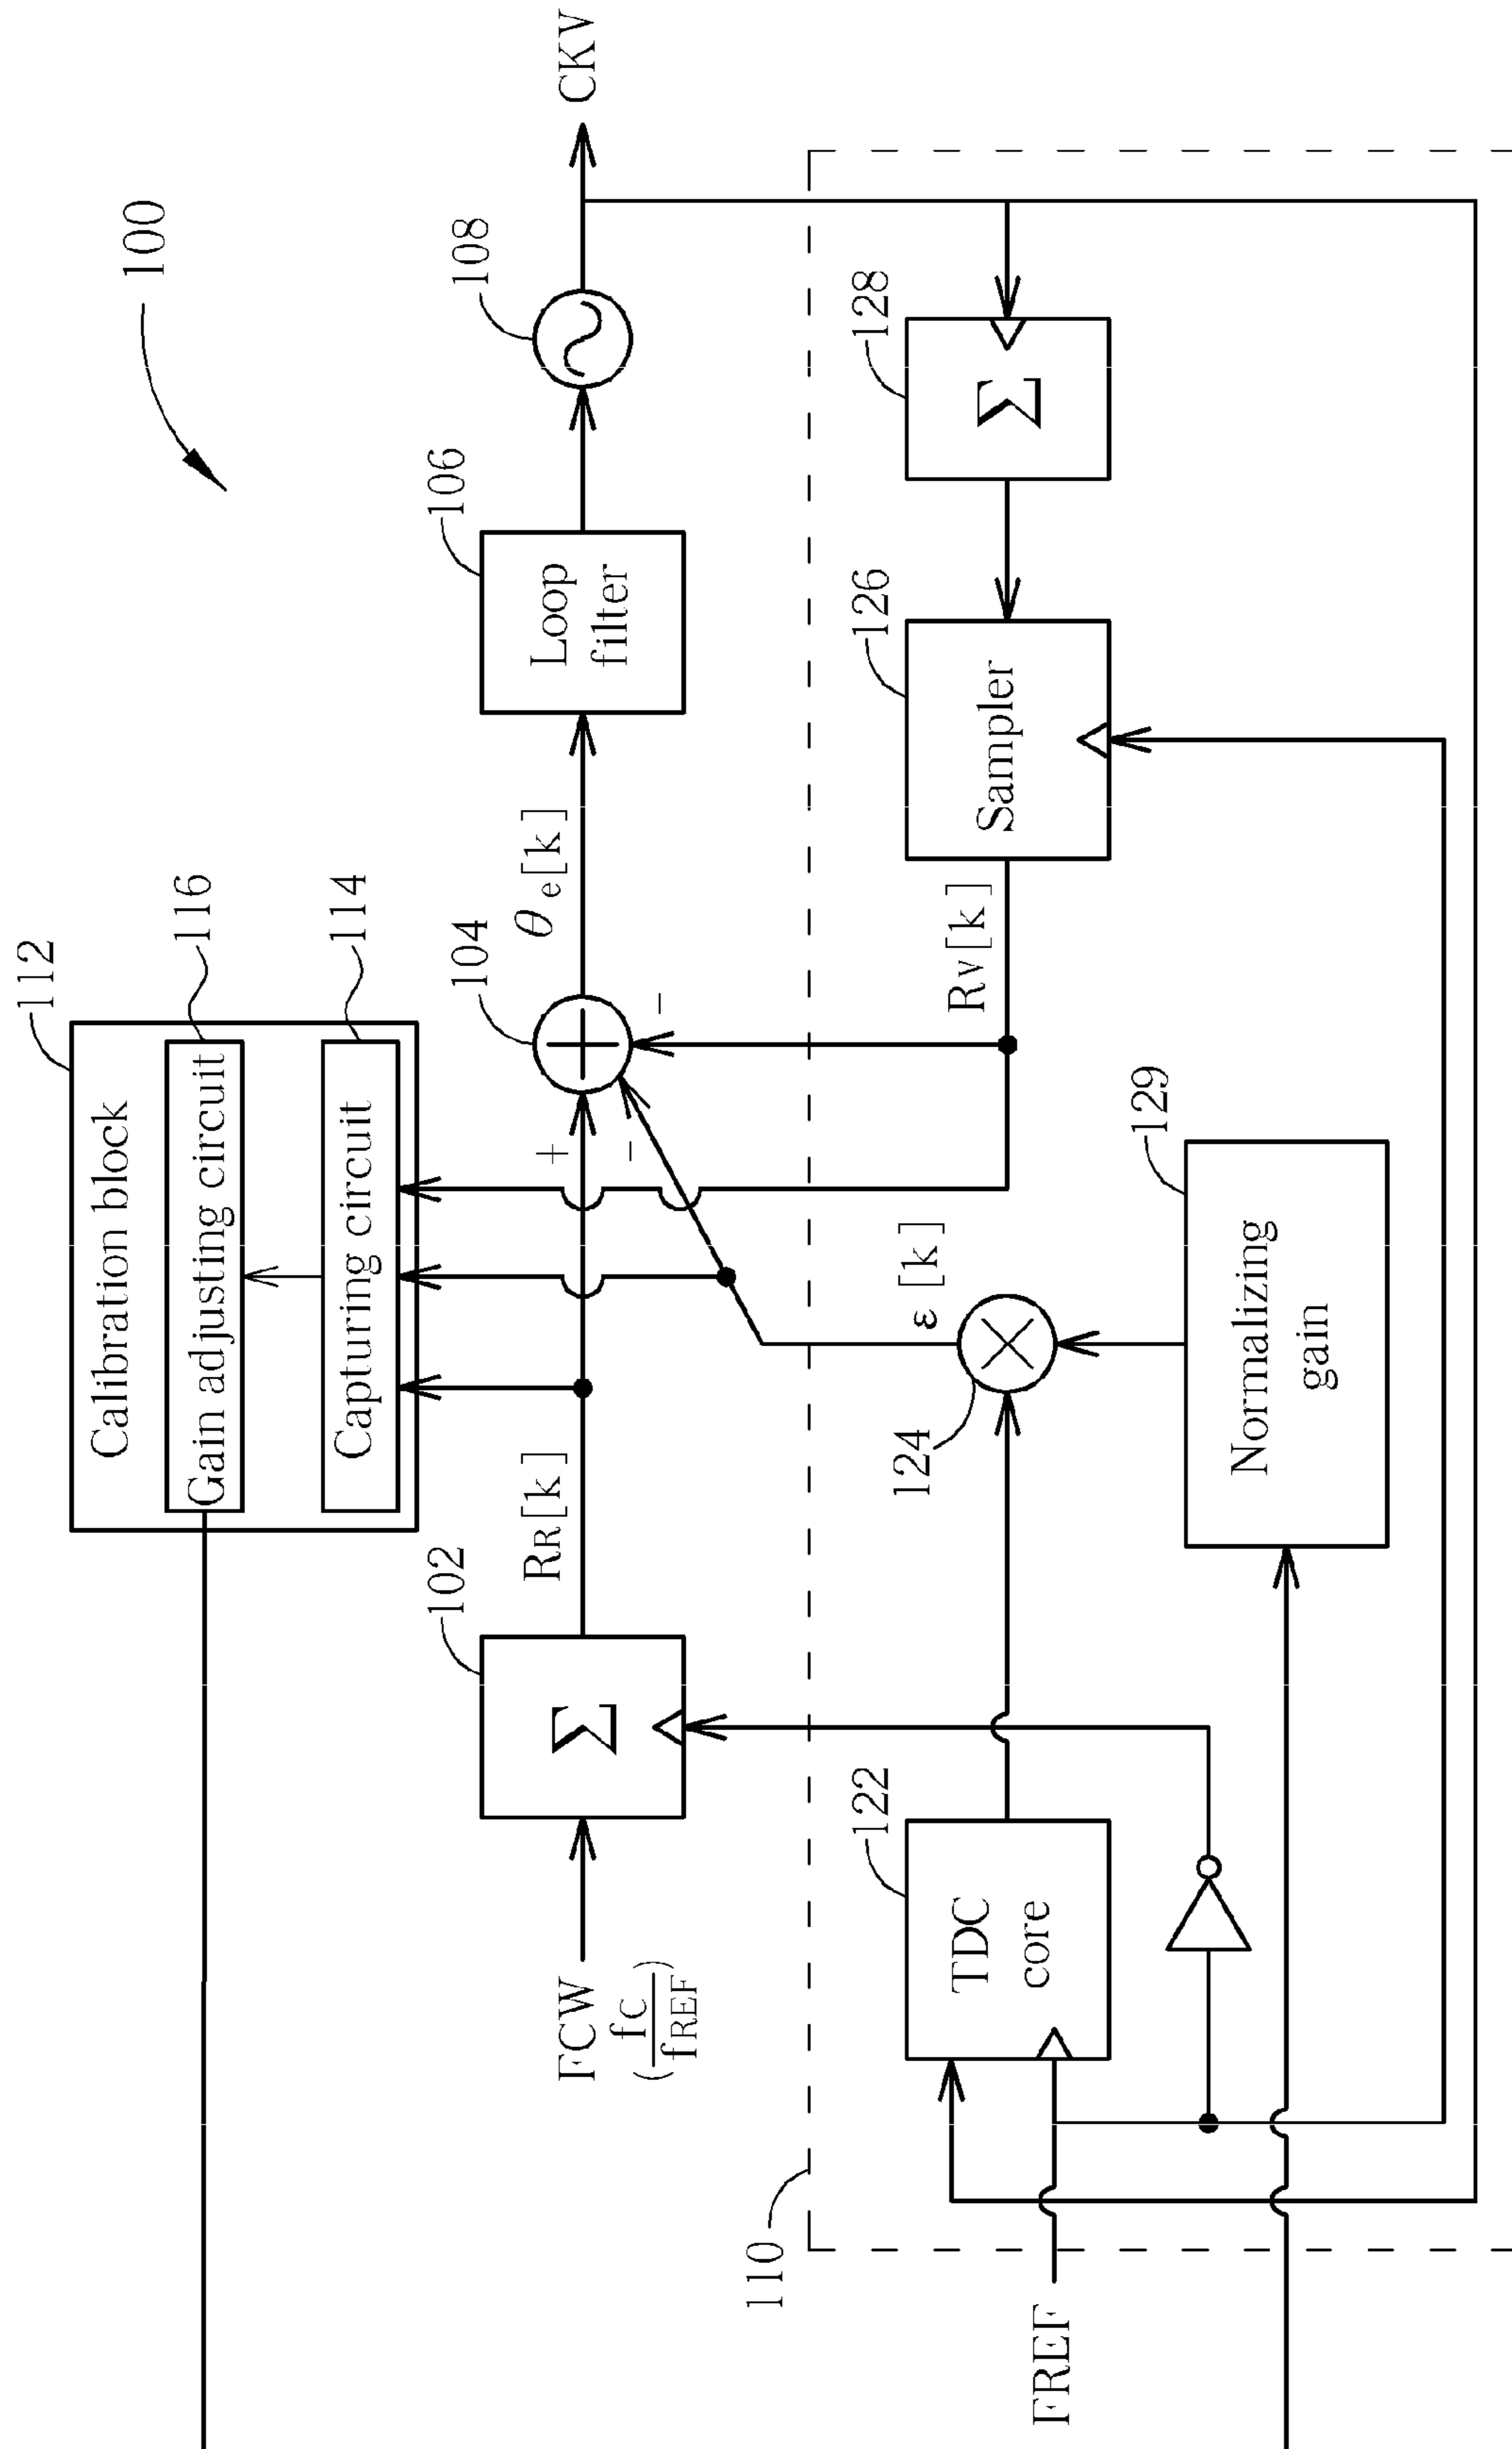 100
112
Calibration block
116
Gain adjusting circuit
114
Capturing circuit
FCW
(fC/fREF)
102
Σ
RR[k]
+
-
-
104
θe[k]
106
Loop
filter
108
CKV
110
122
TDC
core
124
ε[k]
RV[k]
126
Sampler
128
Σ
129
Normalizing
gain
FREF